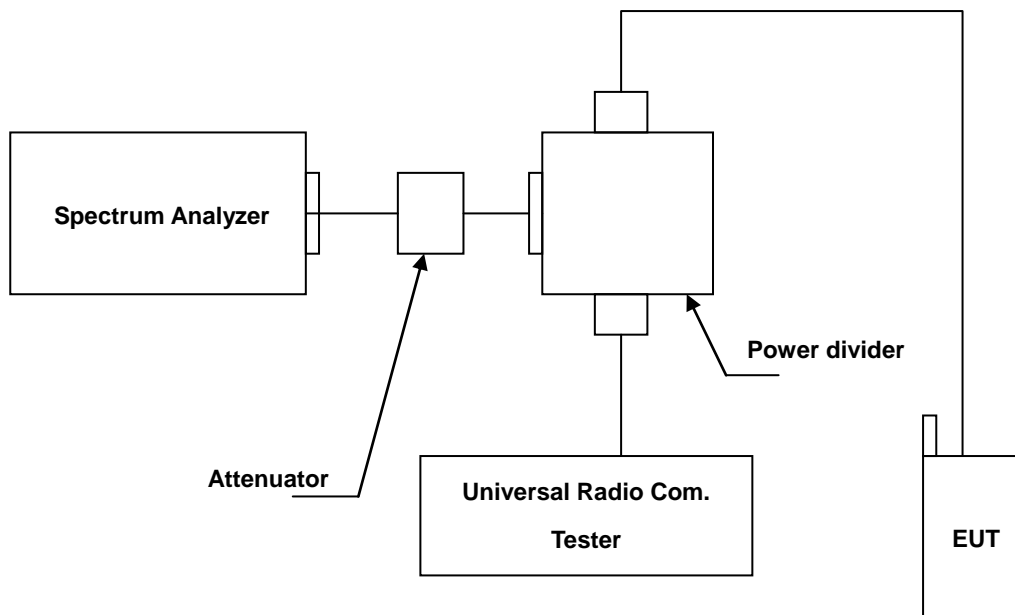 Spectrum Analyzer
Power divider
Attenuator
Universal Radio Com.
Tester
EUT